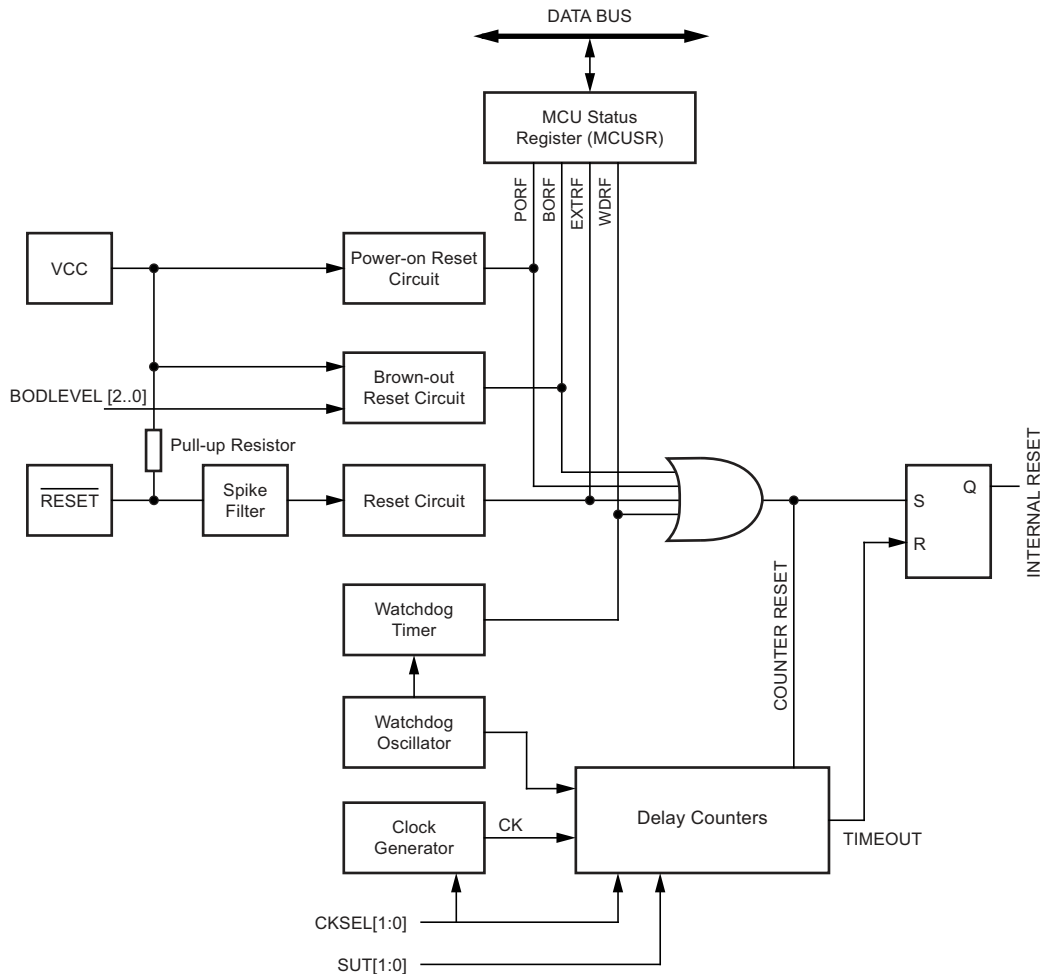 DATA BUS
MCU Status
Register (MCUSR)
PORF
BORF
EXTRF
WDRF
VCC
Power-on Reset
Circuit
Brown-out
Reset Circuit
BODLEVEL [2..0]
Pull-up Resistor
RESET
Spike
Filter
Reset Circuit
S
Q
R
INTERNAL RESET
Watchdog
Timer
COUNTER RESET
Watchdog
Oscillator
Clock
Generator
CK
Delay Counters
TIMEOUT
CKSEL[1:0]
SUT[1:0]